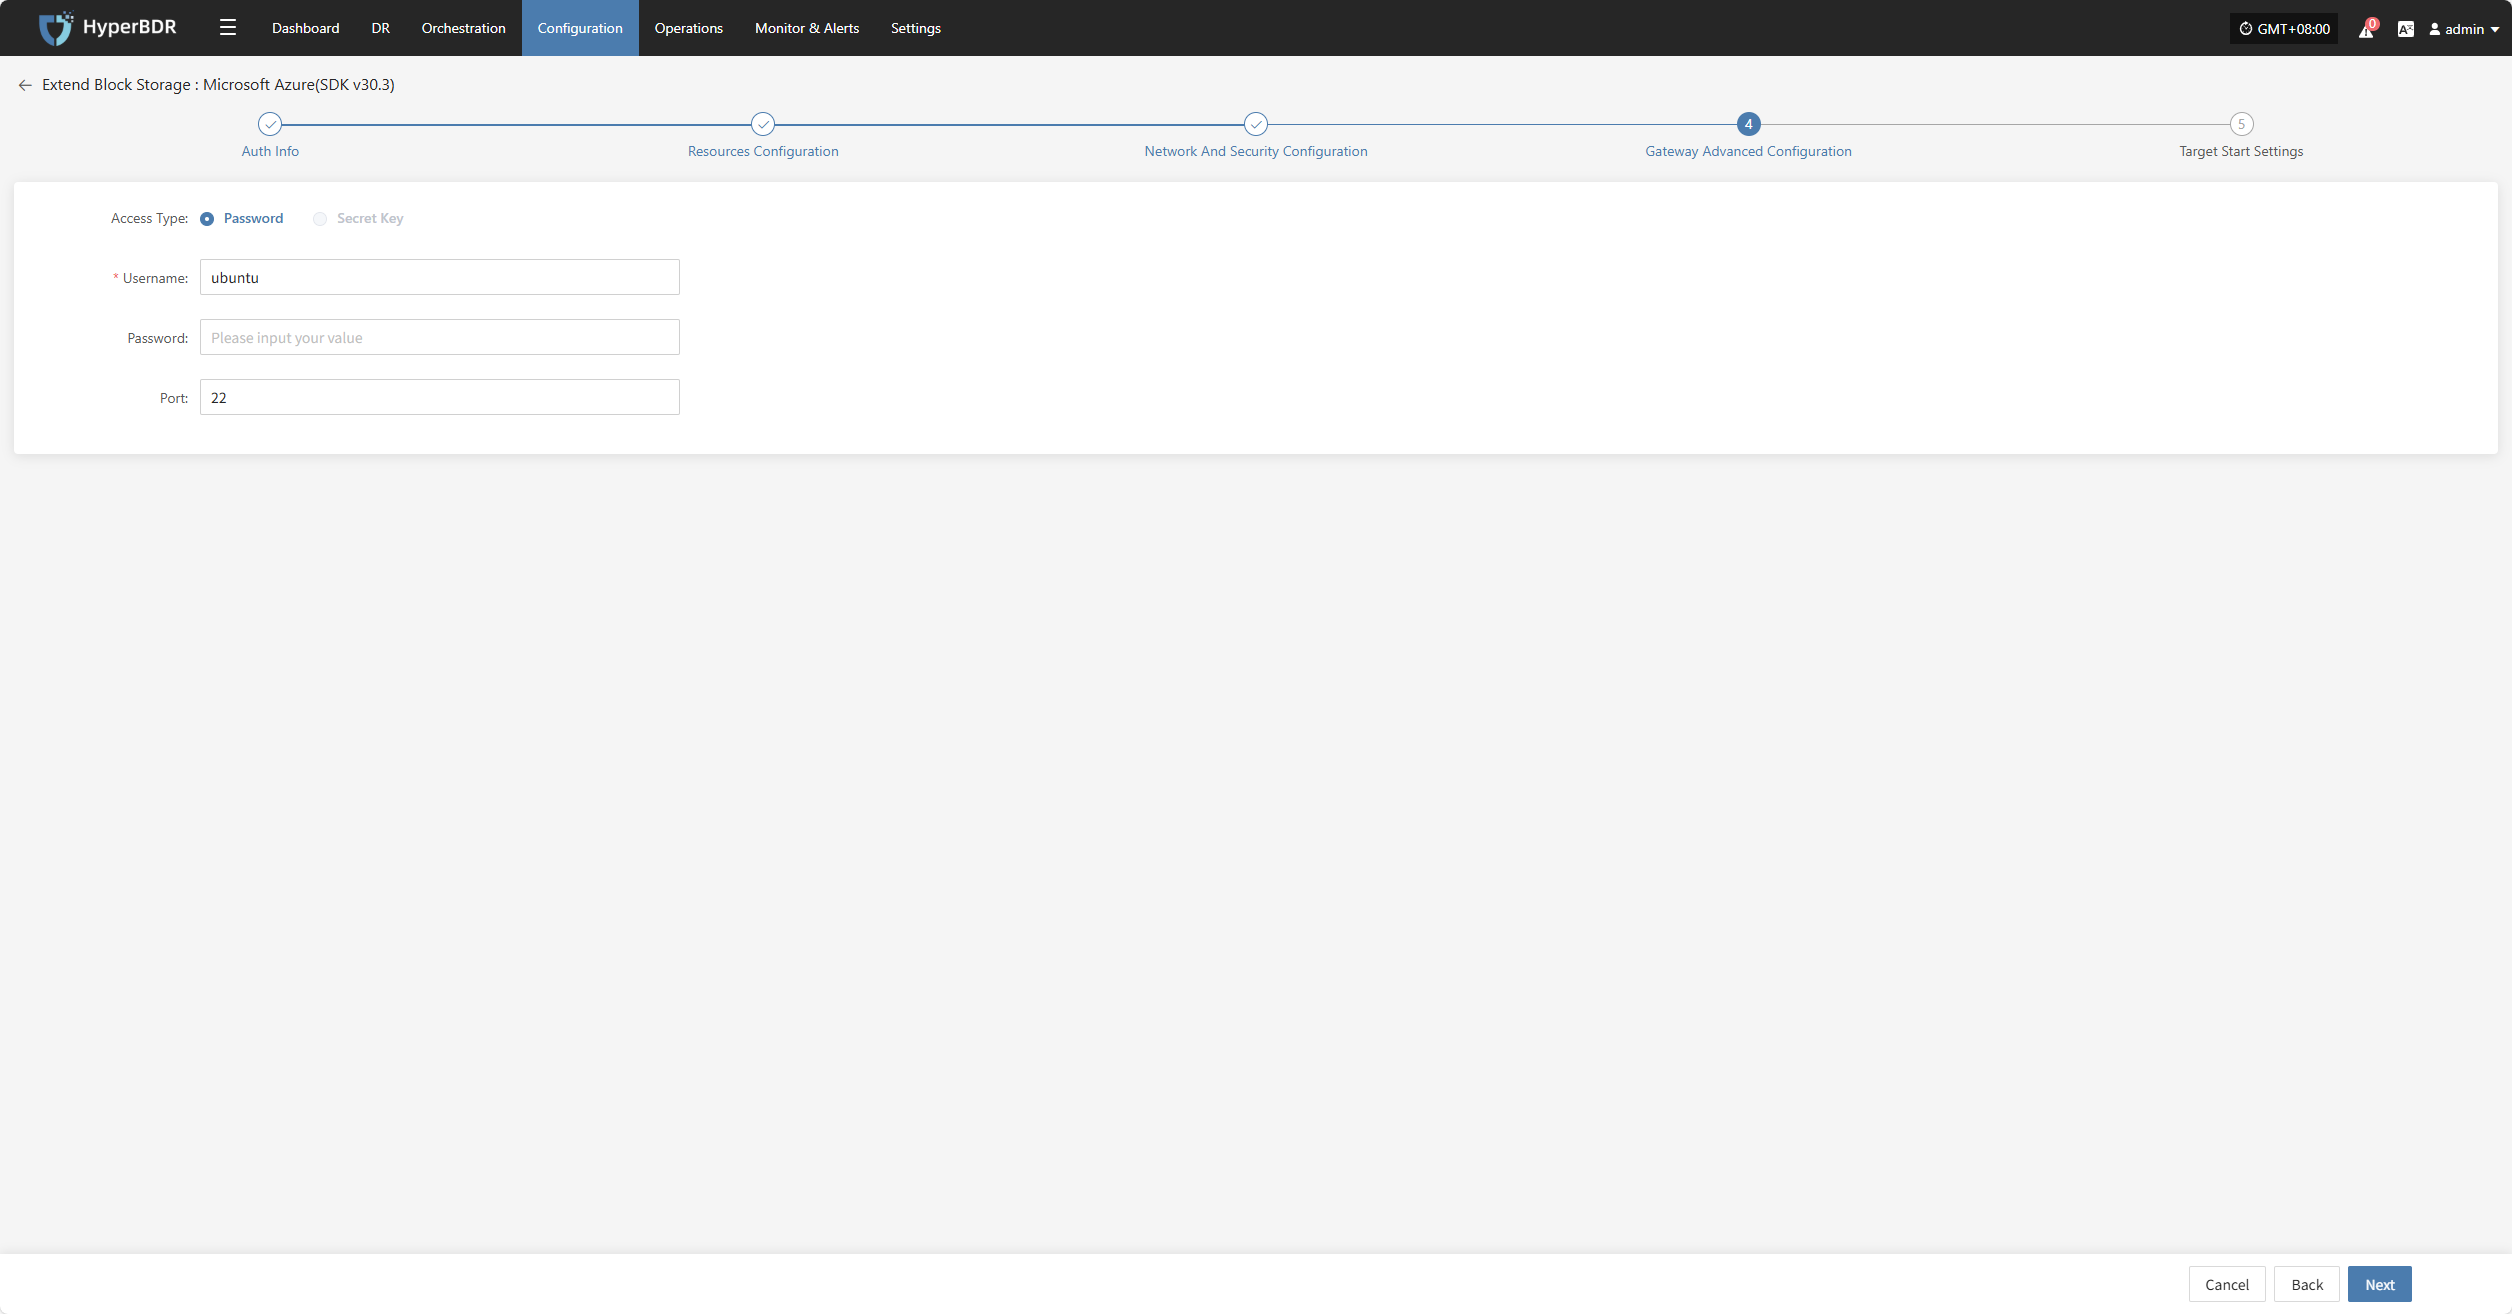 HyperBDR
Dashboard DR Orchestration Configuration Operations Monitor & Alerts Settings
GMT+08:00 0 admin
Extend Block Storage : Microsoft Azure(SDK v30.3)
4 5
Auth Info Resources Configuration Network And Security Configuration Gateway Advanced Configuration Target Start Settings
Access Type: Password Secret Key
* Username: ubuntu
Password: Please input your value
Port: 22
Cancel Back Next